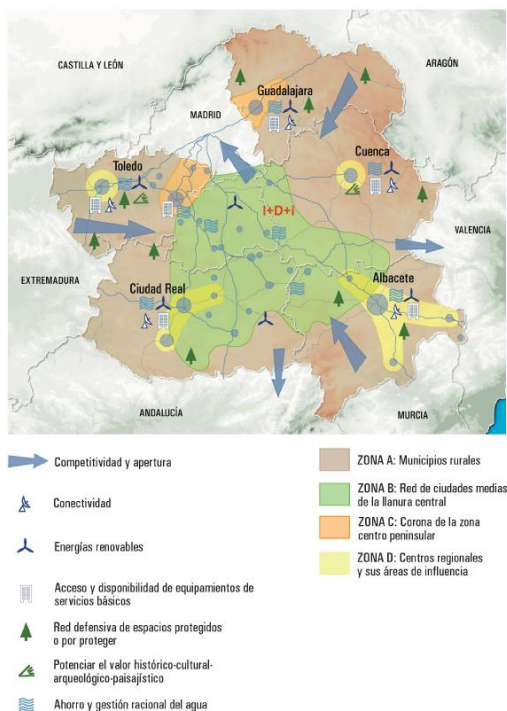 CASTILLA Y LEÓN
ARAGÓN
MADRID
Guadalajara
Toledo
Cuenca
I+D+i
VALENCIA
EXTREMADURA
Ciudad Real
Albacete
ANDALUCÍA
MURCIA
Competitividad y apertura
Conectividad
Energías renovables
Acceso y disponibilidad de equipamientos de
servicios básicos
Red defensiva de espacios protegidos
o por proteger
Potenciar el valor histórico-cultural-
arqueológico-paisajístico
Ahorro y gestión racional del agua
ZONA A: Municipios rurales
ZONA B: Red de ciudades medias
de la llanura central
ZONA C: Corona de la zona
centro peninsular
ZONA D: Centros regionales
y sus áreas de influencia